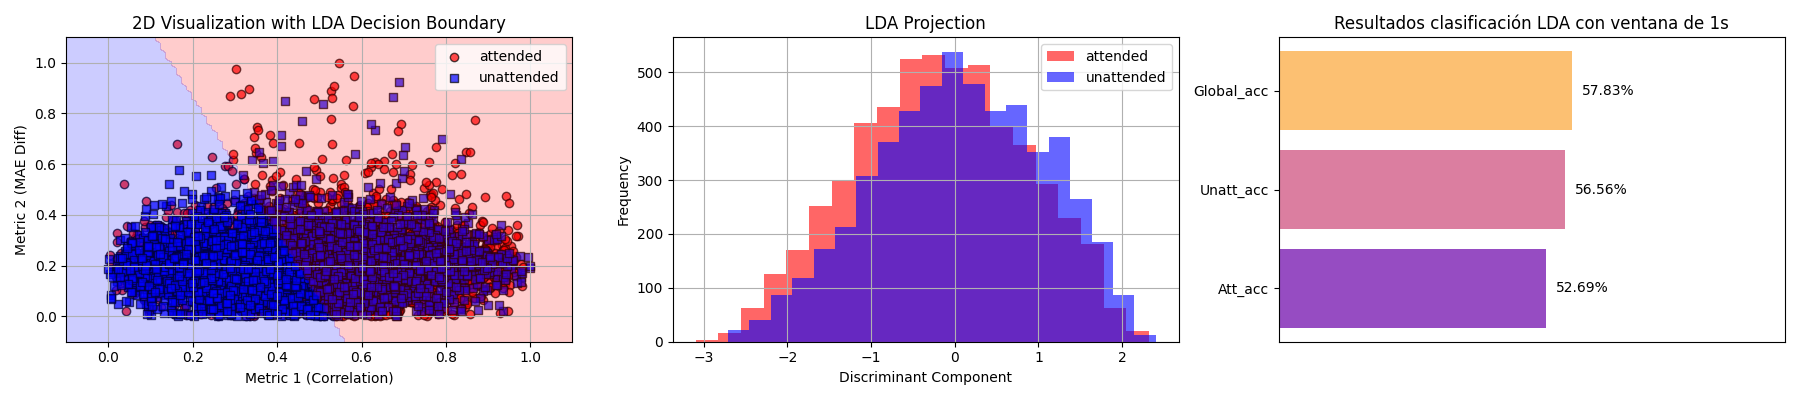 2D Visualization with LDA Decision Boundary
attended
unattended
1.0
0.8
0.6
0.4
0.2
0.0
Metric 2 (MAE Diff)
0.0 0.2 0.4 0.6 0.8 1.0
Metric 1 (Correlation)
LDA Projection
attended
unattended
500
400
300
200
100
0
Frequency
−3 −2 −1 0 1 2
Discriminant Component
Resultados clasificación LDA con ventana de 1s
Global_acc 57.83%
Unatt_acc 56.56%
Att_acc 52.69%